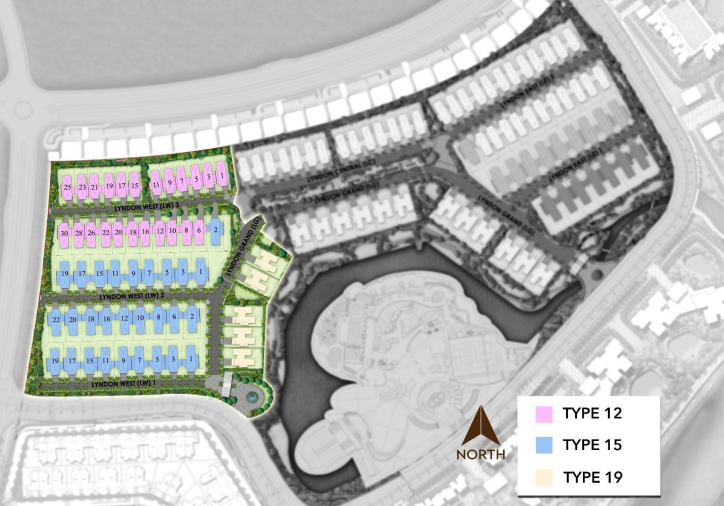 LYNDON EAST (LE) 2
LYNDON CENTRAL (LC)
LYNDON EAST (LE) 1
25 23 21 19 17 15 11 9 7 5 3 1
LYNDON GRAND (LG)
LYNDON GRAND (LG)
LYNDON WEST (LW) 3
30 28 26 22 20 18 16 12 10 8 6 2
LYNDON GRAND (LG)
19 17 15 11 9 7 5 3 1
LYNDON WEST (LW) 2
22 20 18 16 12 10 8 6 2
19 17 15 11 9 7 5 3 1
LYNDON WEST (LW) 1
NORTH
TYPE 12
TYPE 15
TYPE 19